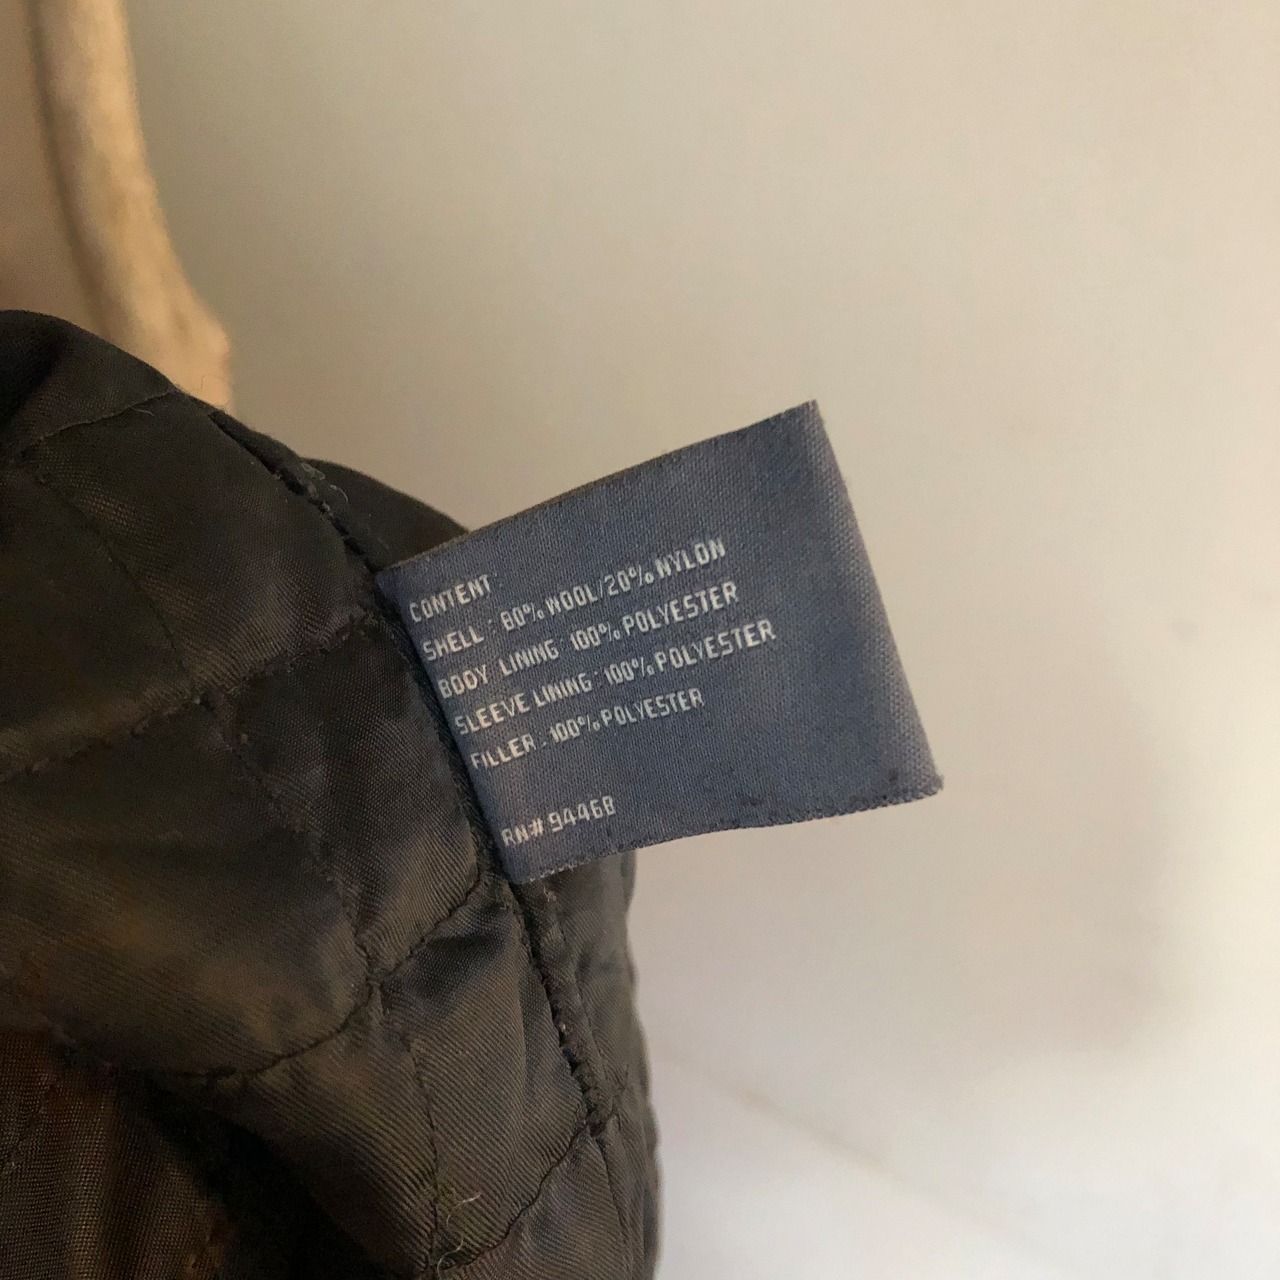 CONTENT:
SHELL : 80% WOOL/20% NYLON
BODY LINING: 100% POLYESTER
SLEEVE LINING: 100% POLYESTER
FILLER : 100% POLYESTER
RN# 94468